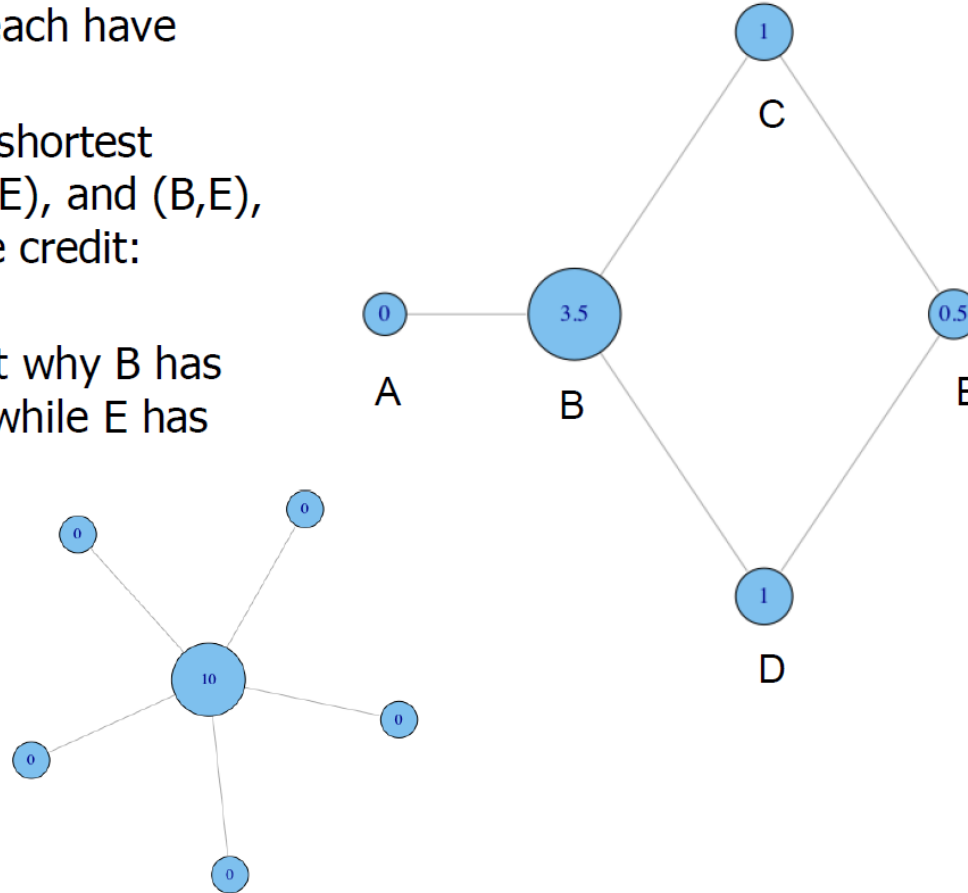 each have
shortest
E), and (B,E),
e credit:
t why B has
while E has
1
C
0
3.5
0.5
A
B
1
D
0
0
10
0
0
0